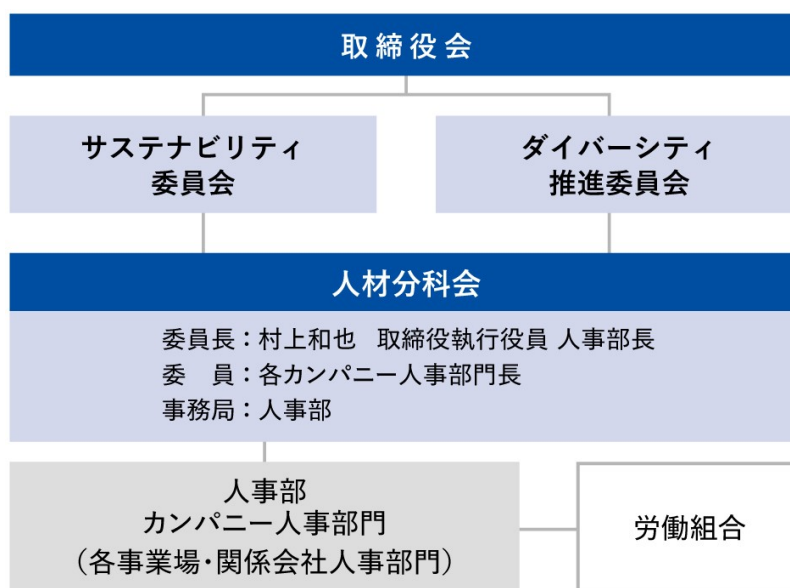 取締役会
サステナビリティ
委員会
ダイバーシティ
推進委員会
人材分科会
委員長：村上和也　取締役執行役員 人事部長
委　員：各カンパニー人事部門長
事務局：人事部
人事部
カンパニー人事部門
（各事業場・関係会社人事部門）
労働組合